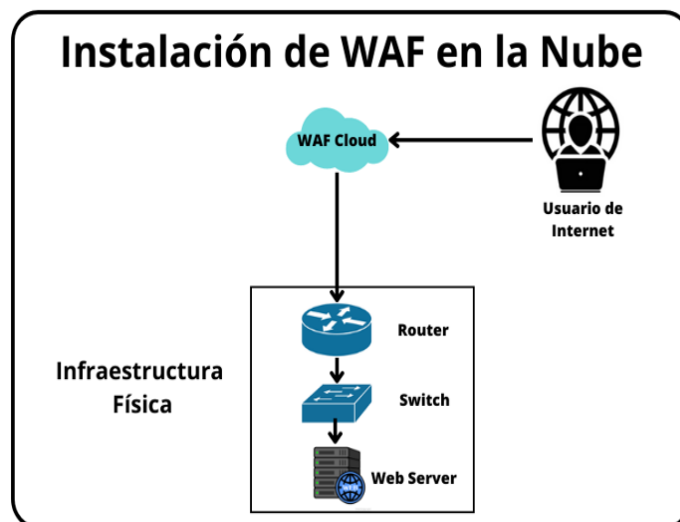 Instalación de WAF en la Nube
WAF Cloud
Usuario de
Internet
Router
Infraestructura
Física
Switch
Web Server